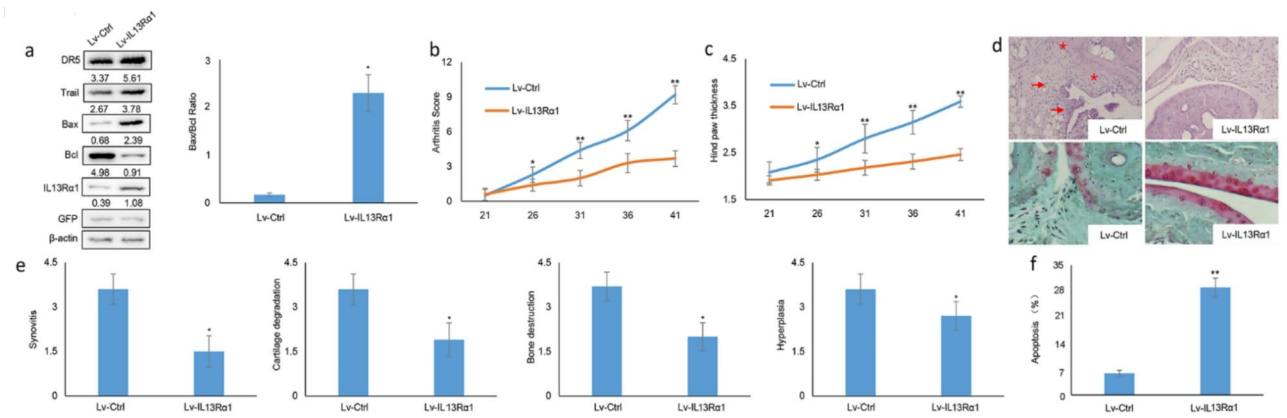 a
Lv-Ctrl
Lv-IL13Rα1
DR5
3.37 5.61
Trail
2.67 3.78
Bax
0.68 2.39
Bcl
4.98 0.91
IL13Rα1
0.39 1.08
GFP
β-actin
Bax/Bcl Ratio
3
2
1
0
*
Lv-Ctrl Lv-IL13Rα1
b
Arthritis Score
12
9
6
3
0
Lv-Ctrl
Lv-IL13Rα1
* ** ** **
21 26 31 36 41
c
Hind paw thickness
4.5
3.5
2.5
1.5
Lv-Ctrl
Lv-IL13Rα1
* ** ** **
21 26 31 36 41
d
*
*
Lv-Ctrl
Lv-IL13Rα1
Lv-Ctrl
Lv-IL13Rα1
e
Synovitis
4.5
3
1.5
0
*
Lv-Ctrl Lv-IL13Rα1
Cartilage degradation
4.5
3
1.5
0
*
Lv-Ctrl Lv-IL13Rα1
Bone destruction
4.5
3
1.5
0
*
Lv-Ctrl Lv-IL13Rα1
Hyperplasia
4.5
3
1.5
0
*
Lv-Ctrl Lv-IL13Rα1
f
Apoptosis （%）
35
28
21
14
7
0
**
Lv-Ctrl Lv-IL13Rα1